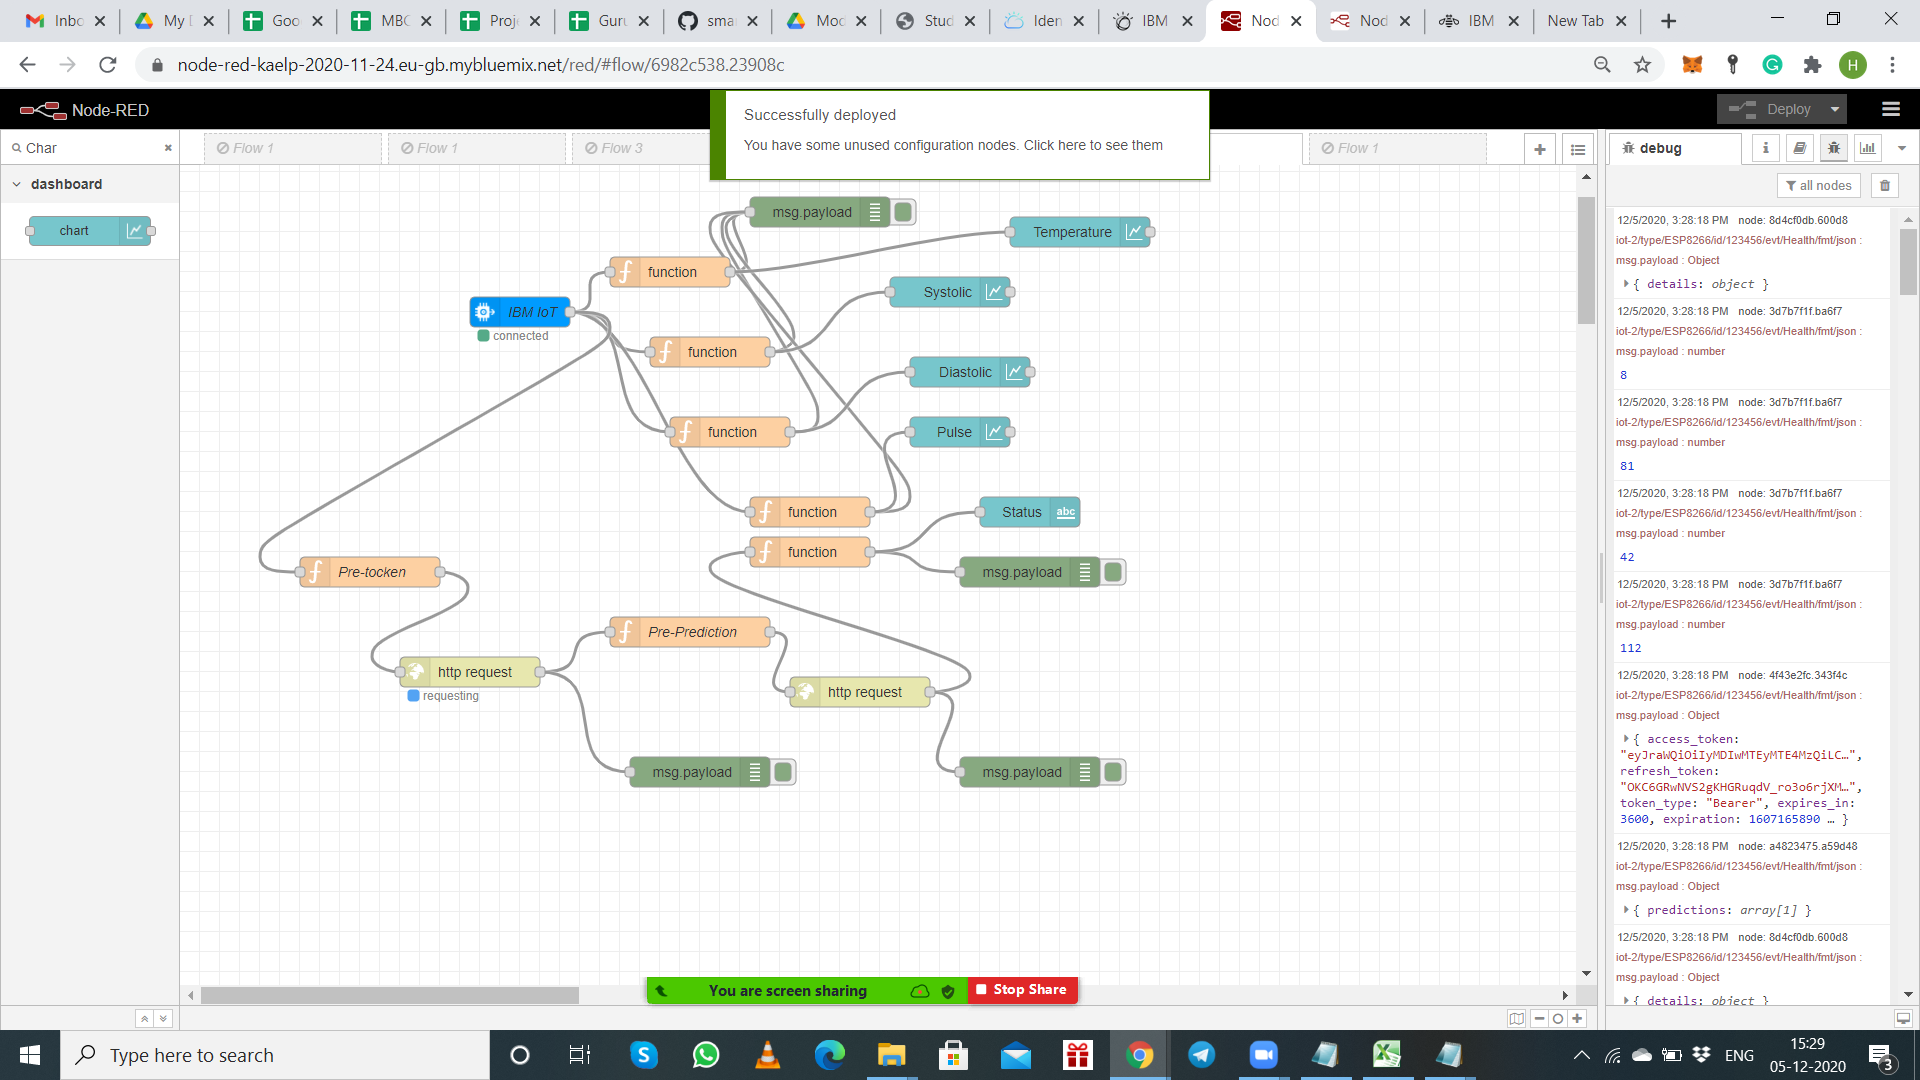 Inbo
My D
Goo
MBC
Proje
Guru
smar
Mod
Stud
Iden
IBM
Nod
Nod
IBM
New Tab
node-red-kaelp-2020-11-24.eu-gb.mybluemix.net/red/#flow/6982c538.23908c
H
Node-RED
Deploy
Successfully deployed
You have some unused configuration nodes. Click here to see them
Char
Flow 1
Flow 1
Flow 3
Flow 1
debug
dashboard
all nodes
chart
msg.payload
Temperature
function
Systolic
IBM IoT
connected
function
Diastolic
function
Pulse
function
Status
abc
function
msg.payload
Pre-tocken
Pre-Prediction
http request
requesting
http request
msg.payload
msg.payload
12/5/2020, 3:28:18 PM node: 8d4cf0db.600d8
iot-2/type/ESP8266/id/123456/evt/Health/fmt/json :
msg.payload : Object
{ details: object }
12/5/2020, 3:28:18 PM node: 3d7b7f1f.ba6f7
iot-2/type/ESP8266/id/123456/evt/Health/fmt/json :
msg.payload : number
8
12/5/2020, 3:28:18 PM node: 3d7b7f1f.ba6f7
iot-2/type/ESP8266/id/123456/evt/Health/fmt/json :
msg.payload : number
81
12/5/2020, 3:28:18 PM node: 3d7b7f1f.ba6f7
iot-2/type/ESP8266/id/123456/evt/Health/fmt/json :
msg.payload : number
42
12/5/2020, 3:28:18 PM node: 3d7b7f1f.ba6f7
iot-2/type/ESP8266/id/123456/evt/Health/fmt/json :
msg.payload : number
112
12/5/2020, 3:28:18 PM node: 4f43e2fc.343f4c
iot-2/type/ESP8266/id/123456/evt/Health/fmt/json :
msg.payload : Object
{ access_token:
"eyJraWQiOiIyMDIwMTEyMTE4MzQiLC…",
refresh_token:
"OKC6GRwNVS2gKHGRuqdV_ro3o6rjXM…",
token_type: "Bearer", expires_in:
3600, expiration: 1607165890 … }
12/5/2020, 3:28:18 PM node: a4823475.a59d48
iot-2/type/ESP8266/id/123456/evt/Health/fmt/json :
msg.payload : Object
{ predictions: array[1] }
12/5/2020, 3:28:18 PM node: 8d4cf0db.600d8
iot-2/type/ESP8266/id/123456/evt/Health/fmt/json :
msg.payload : Object
{ details: object }
You are screen sharing
Stop Share
Type here to search
ENG
15:29
05-12-2020
3